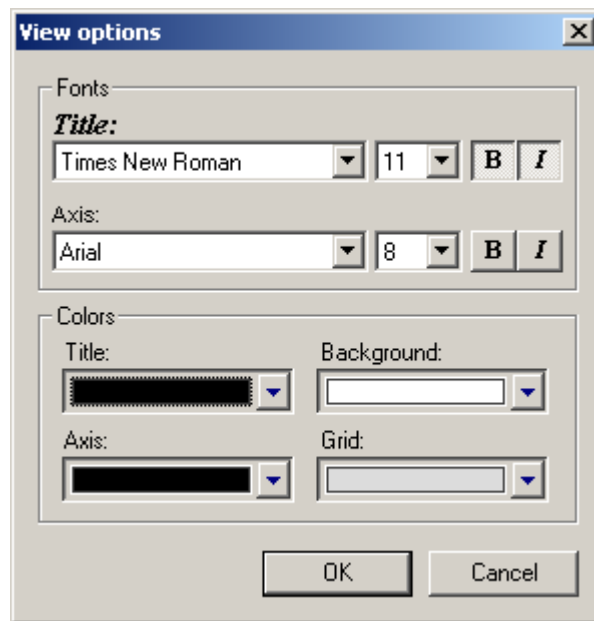 View options
Fonts
Title:
Times New Roman 11 B I
Axis:
Arial 8 B I
Colors
Title: Background:
Axis: Grid:
OK Cancel